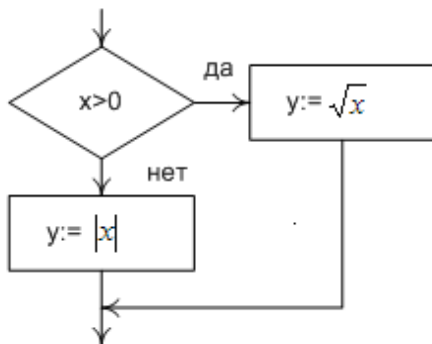 да
x>0
y:= √x
нет
y:= |x|